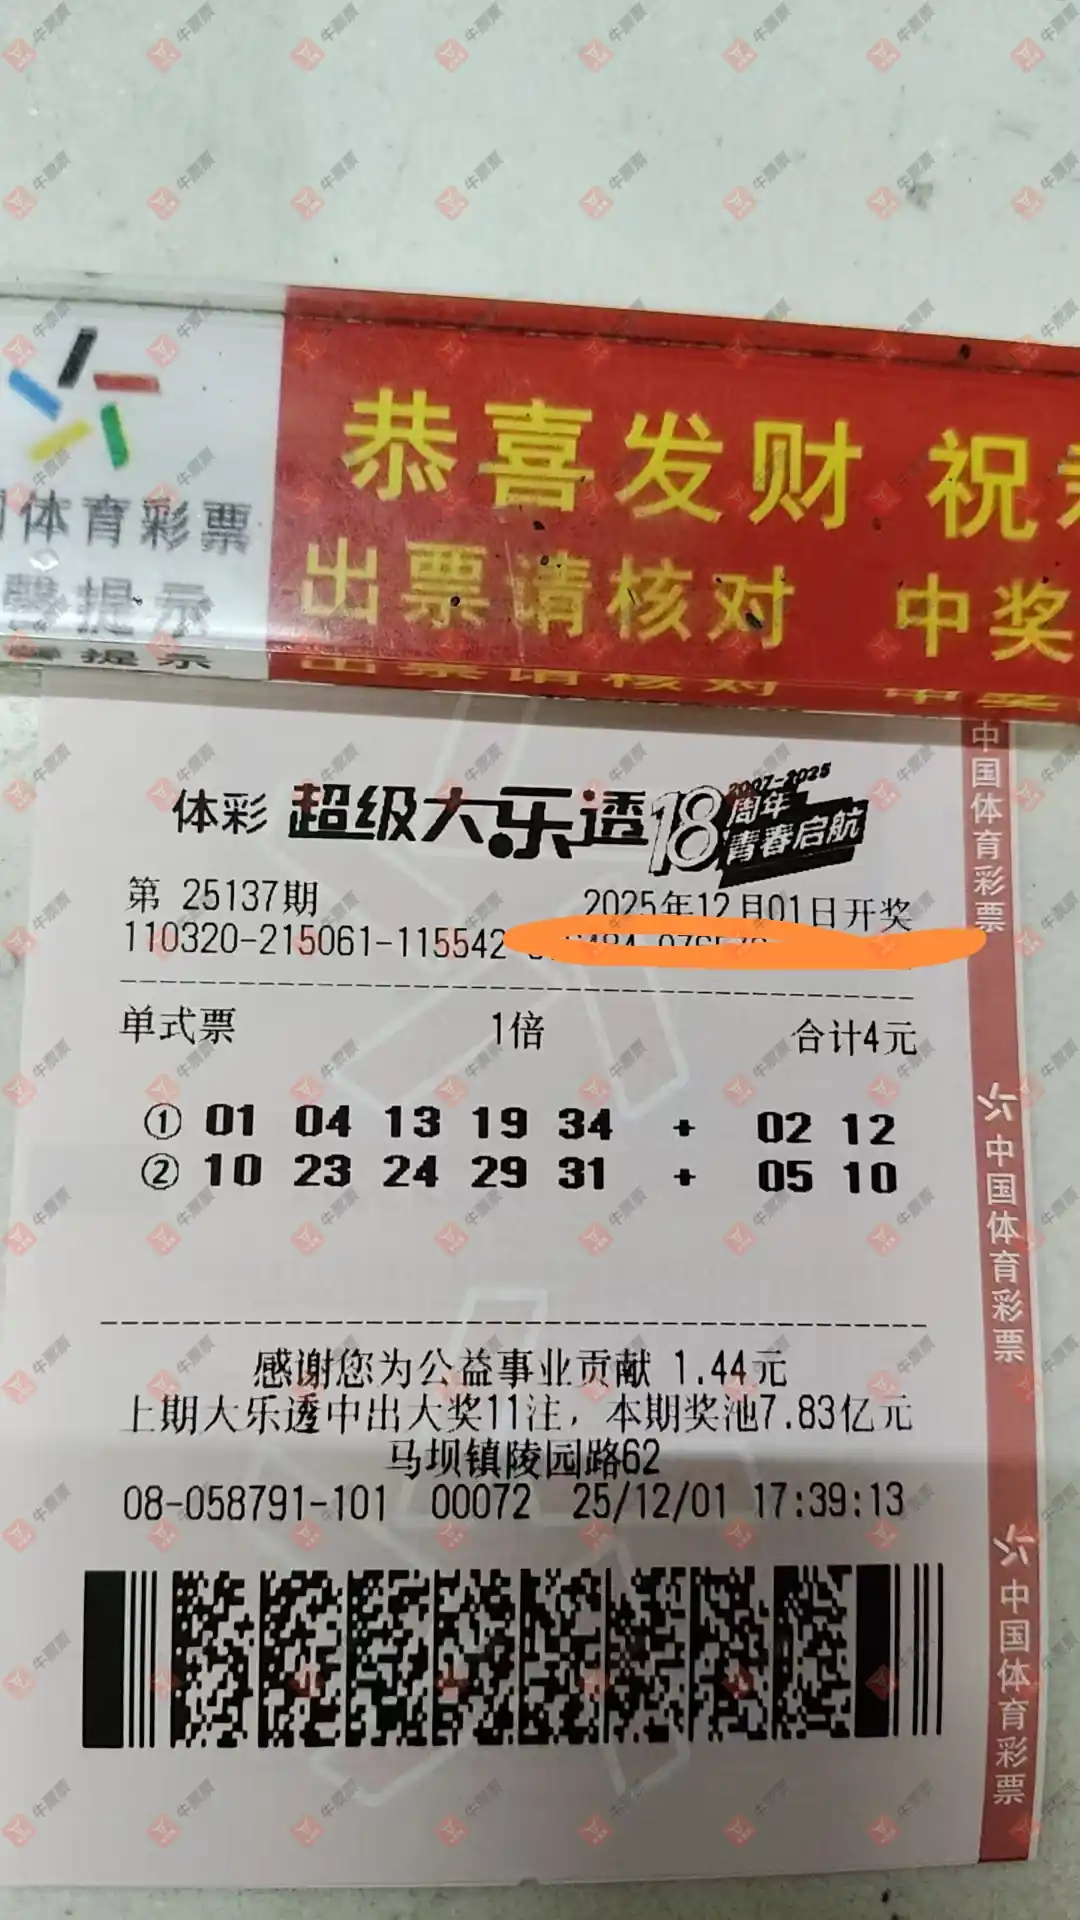 恭喜发财 祝
体育彩票
出票请核对 中奖
提示
体彩 超级大乐透 18周年 2007-2025 青春启航
第 25137期 2025年12月01日开奖
110320-215061-115542
单式票 1倍 合计4元
① 01 04 13 19 34 + 02 12
② 10 23 24 29 31 + 05 10
感谢您为公益事业贡献 1.44元
上期大乐透中出大奖11注，本期奖池7.83亿元
马坝镇陵园路62
08-058791-101 00072 25/12/01 17:39:13
中国体育彩票
中国体育彩票
中国体育彩票
牛票票